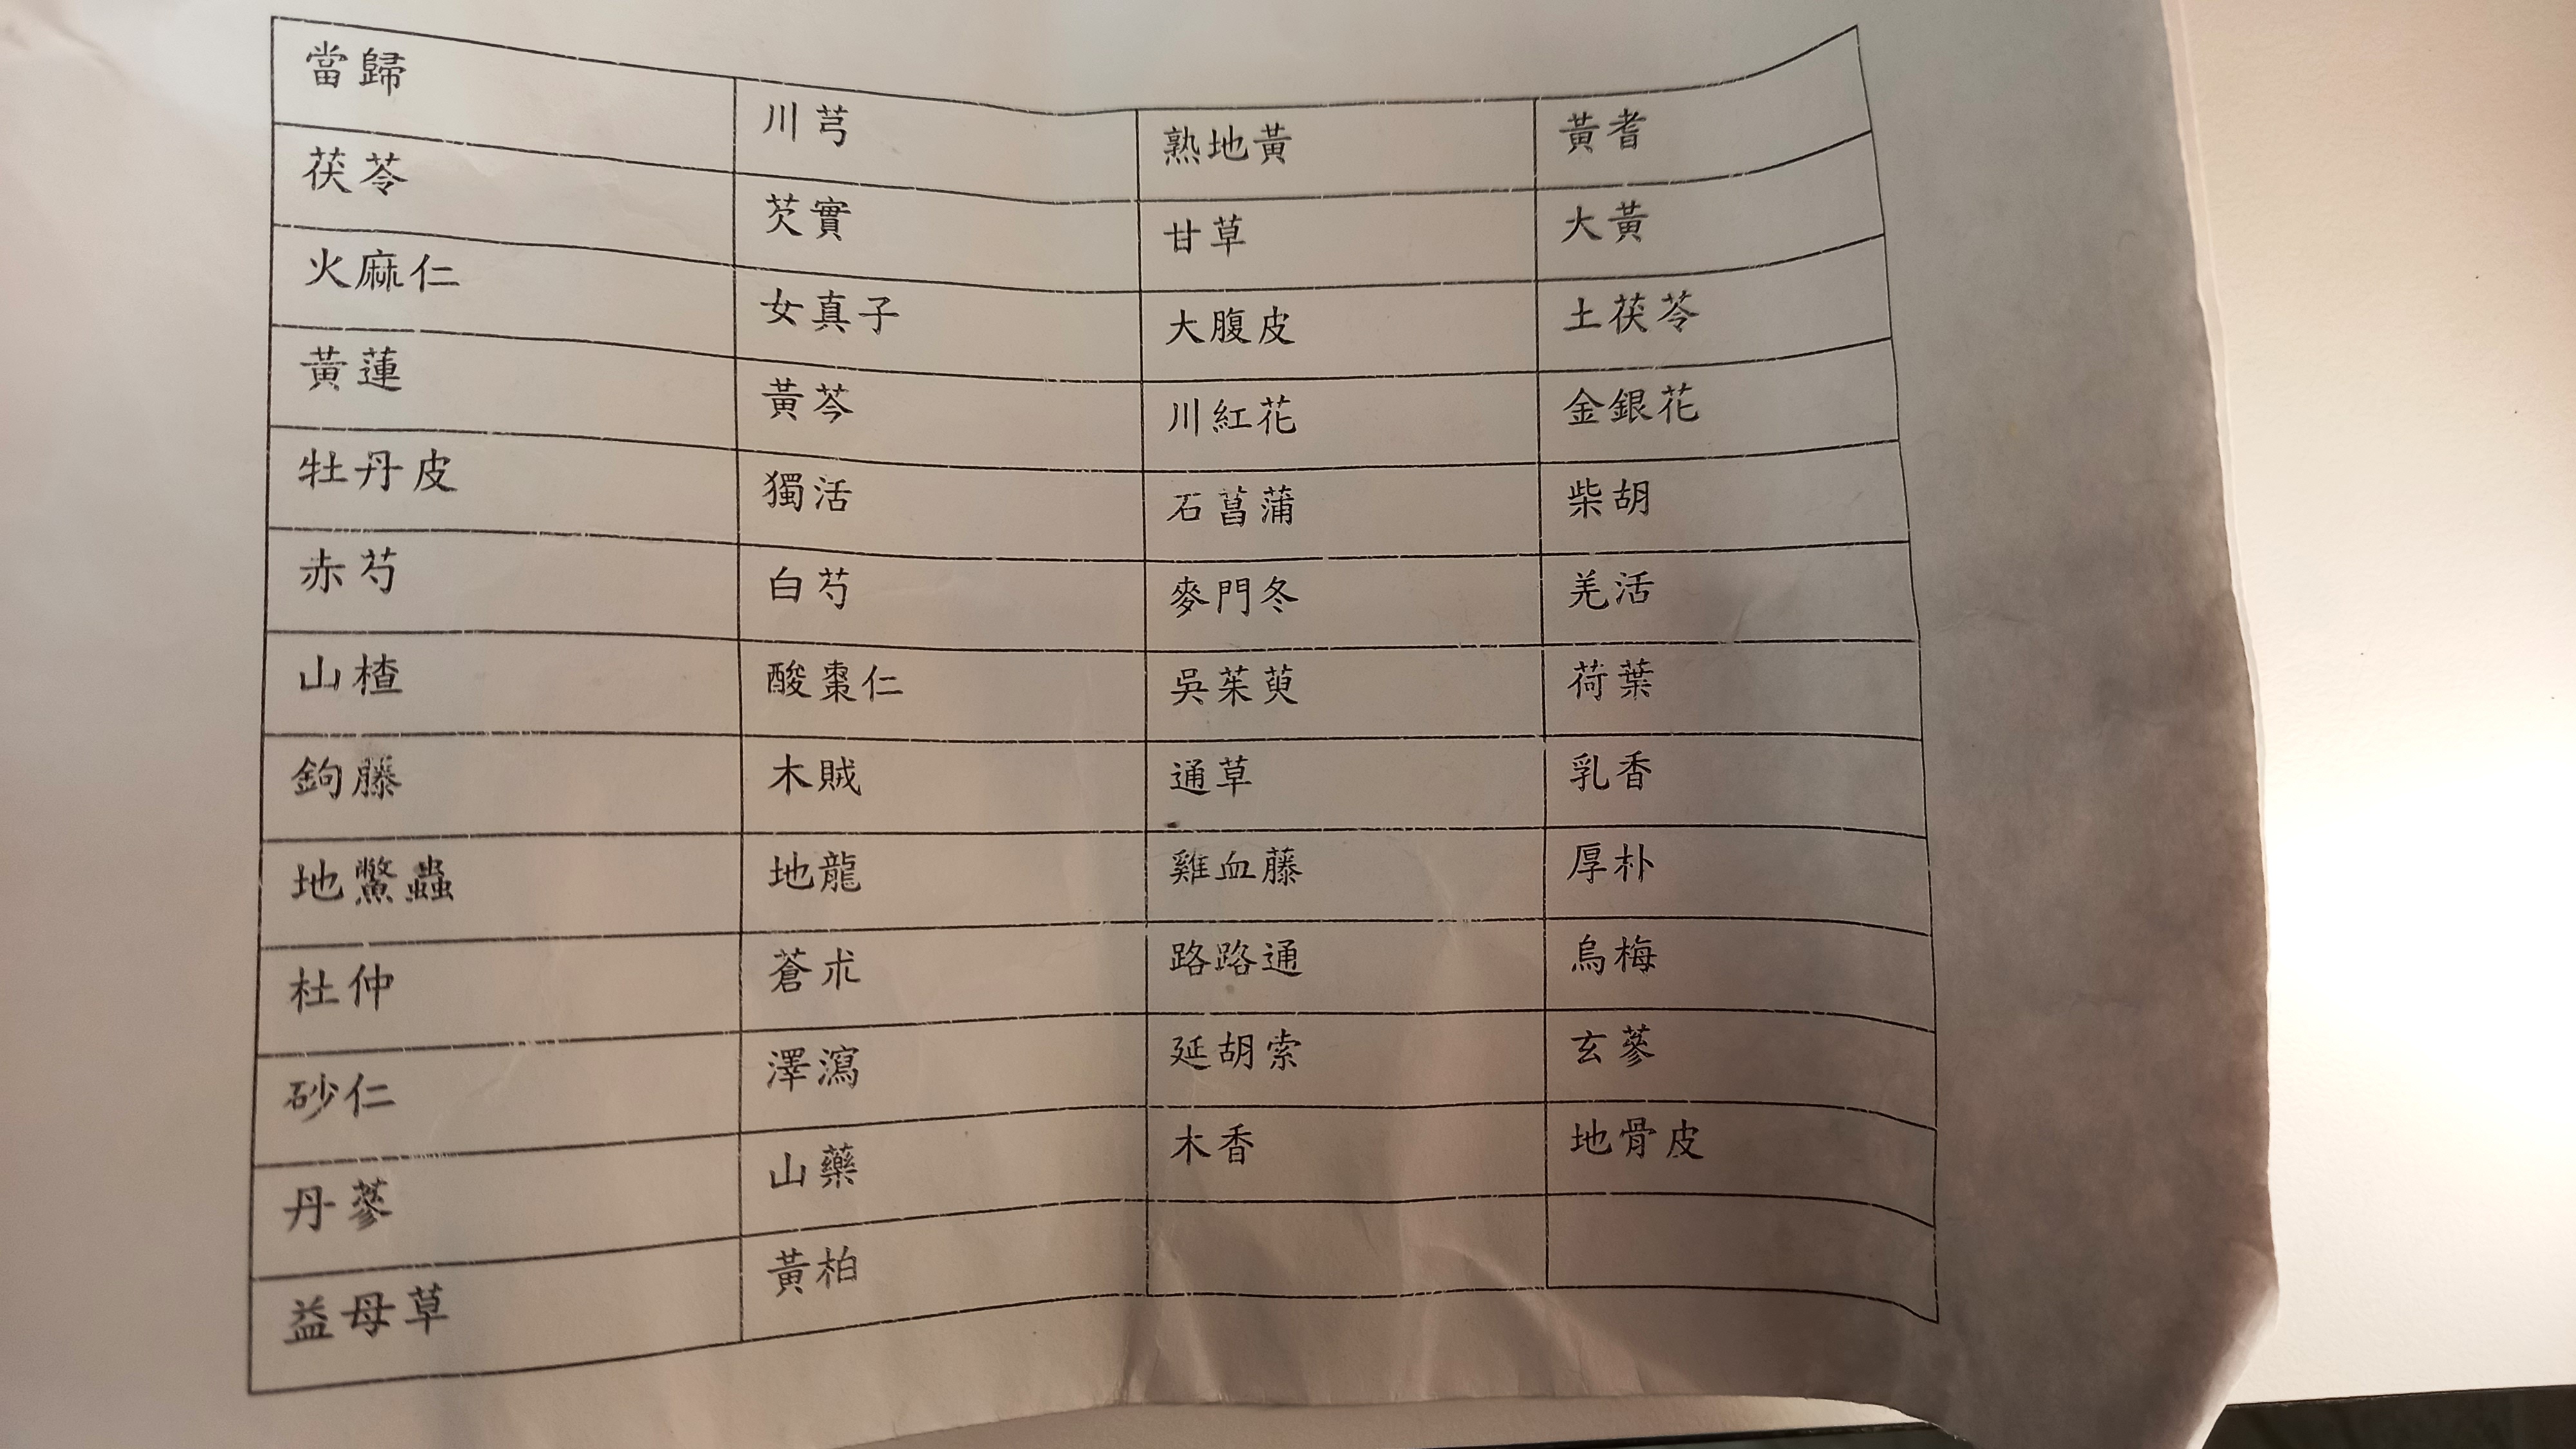 當歸 川芎 熟地黃 黃耆
茯苓 芡實 甘草 大黃
火麻仁 女真子 大腹皮 土茯苓
黃蓮 黃芩 川紅花 金銀花
牡丹皮 獨活 石菖蒲 柴胡
赤芍 白芍 麥門冬 羌活
山楂 酸棗仁 吳茱萸 荷葉
鉤藤 木賊 通草 乳香
地鱉蟲 地龍 雞血藤 厚朴
杜仲 蒼朮 路路通 烏梅
砂仁 澤瀉 延胡索 玄蔘
丹蔘 山藥 木香 地骨皮
益母草 黃柏